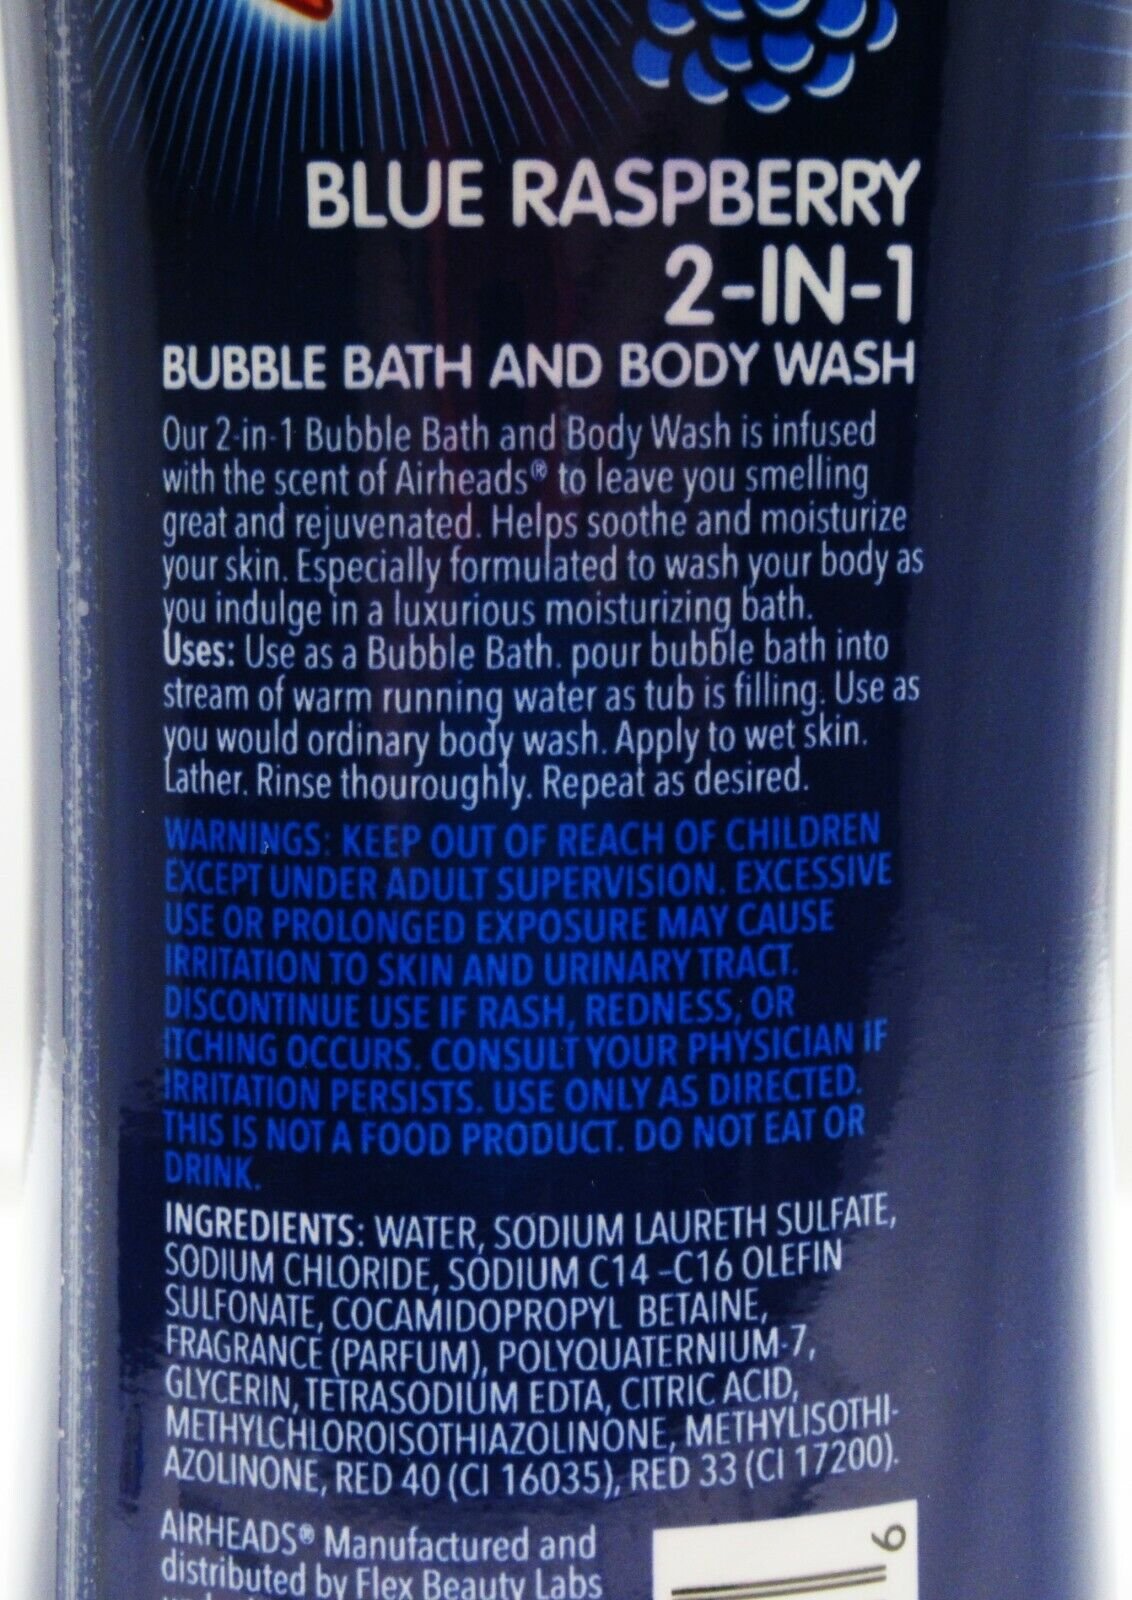 BLUE RASPBERRY
2-IN-1
BUBBLE BATH AND BODY WASH
Our 2-in-1 Bubble Bath and Body Wash is infused
with the scent of Airheads® to leave you smelling
great and rejuvenated. Helps soothe and moisturize
your skin. Especially formulated to wash your body as
you indulge in a luxurious moisturizing bath.
Uses: Use as a Bubble Bath. pour bubble bath into
stream of warm running water as tub is filling. Use as
you would ordinary body wash. Apply to wet skin.
Lather. Rinse thouroughly. Repeat as desired.
WARNINGS: KEEP OUT OF REACH OF CHILDREN
EXCEPT UNDER ADULT SUPERVISION. EXCESSIVE
USE OR PROLONGED EXPOSURE MAY CAUSE
IRRITATION TO SKIN AND URINARY TRACT.
DISCONTINUE USE IF RASH, REDNESS, OR
ITCHING OCCURS. CONSULT YOUR PHYSICIAN IF
IRRITATION PERSISTS. USE ONLY AS DIRECTED.
THIS IS NOT A FOOD PRODUCT. DO NOT EAT OR
DRINK.
INGREDIENTS: WATER, SODIUM LAURETH SULFATE,
SODIUM CHLORIDE, SODIUM C14 -C16 OLEFIN
SULFONATE, COCAMIDOPROPYL BETAINE,
FRAGRANCE (PARFUM), POLYQUATERNIUM-7,
GLYCERIN, TETRASODIUM EDTA, CITRIC ACID,
METHYLCHLOROISOTHIAZOLINONE, METHYLISOTHI-
AZOLINONE, RED 40 (CI 16035), RED 33 (CI 17200).
AIRHEADS® Manufactured and
distributed by Flex Beauty Labs
6